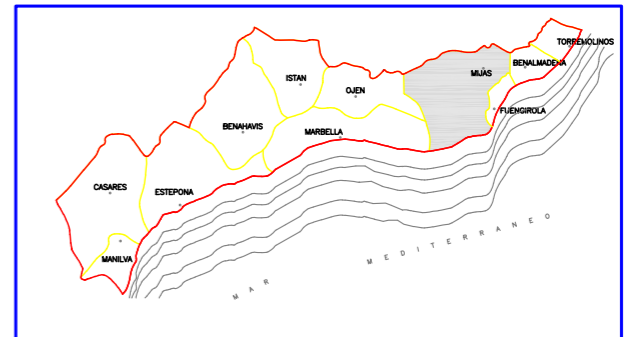 TORREMOLINOS
BENALMADENA
MIJAS
ISTAN
OJEN
FUENGIROLA
BENAHAVIS
MARBELLA
CASARES
ESTEPONA
MANILVA
MAR MEDITERRANEO